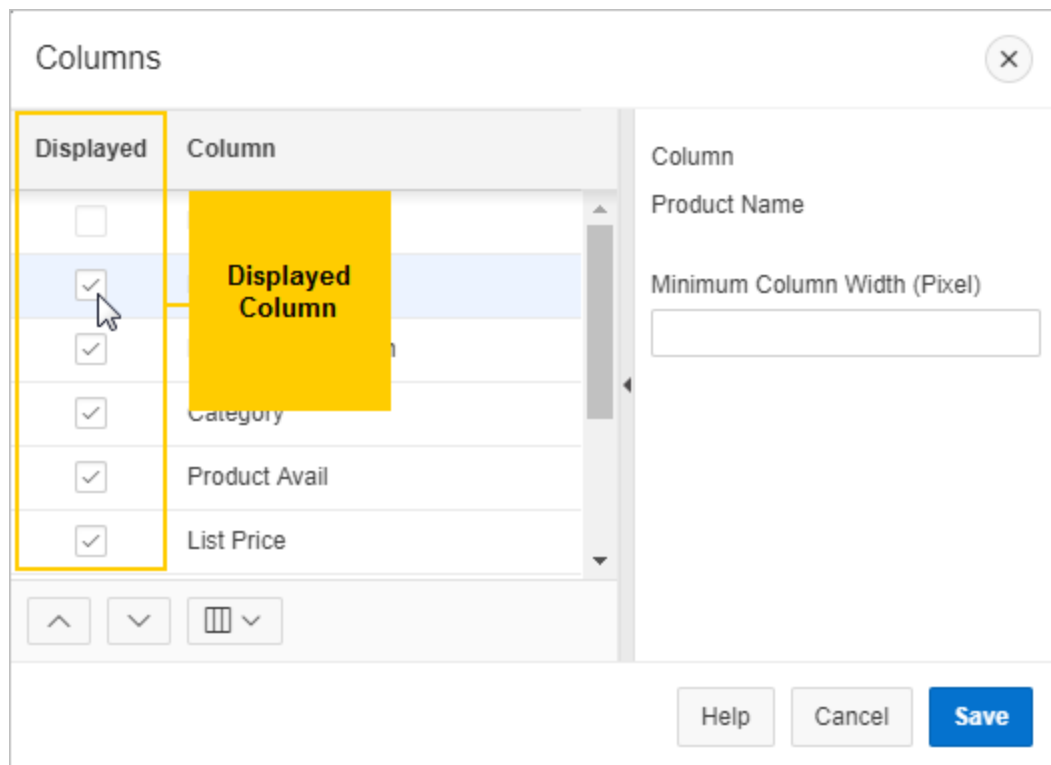 Columns
Displayed Column
Displayed
Column
Category
Product Avail
List Price
Column
Product Name
Minimum Column Width (Pixel)
Help Cancel Save